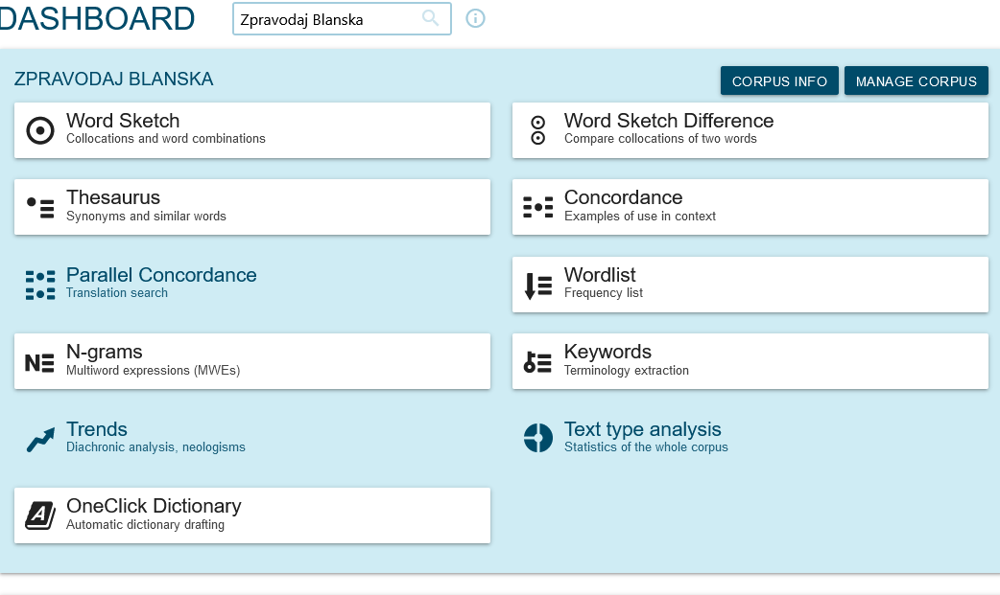 DASHBOARD
Zpravodaj Blanska
ZPRAVODAJ BLANSKA
CORPUS INFO
MANAGE CORPUS
Word Sketch
Collocations and word combinations
Word Sketch Difference
Compare collocations of two words
Thesaurus
Synonyms and similar words
Concordance
Examples of use in context
Parallel Concordance
Translation search
Wordlist
Frequency list
N-grams
Multiword expressions (MWEs)
Keywords
Terminology extraction
Trends
Diachronic analysis, neologisms
Text type analysis
Statistics of the whole corpus
OneClick Dictionary
Automatic dictionary drafting